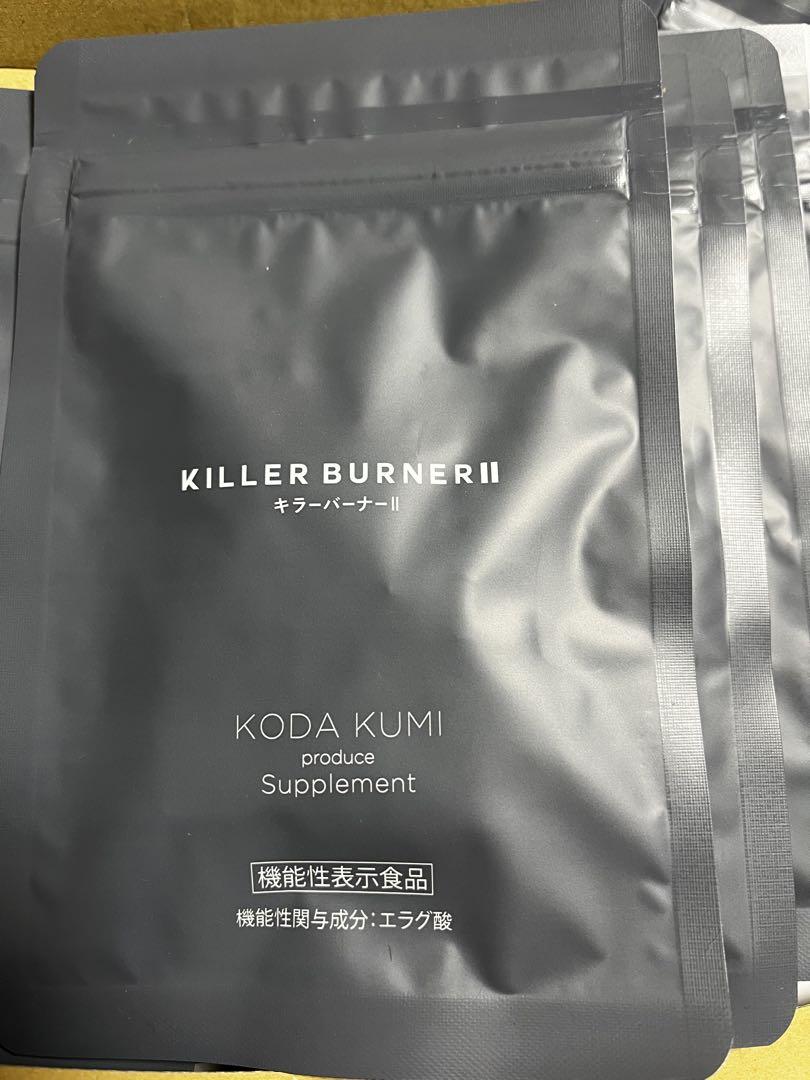 KILLER BURNERⅡ
キラーバーナーⅡ
KODA KUMI
produce
Supplement
機能性表示食品
機能性関与成分:エラグ酸